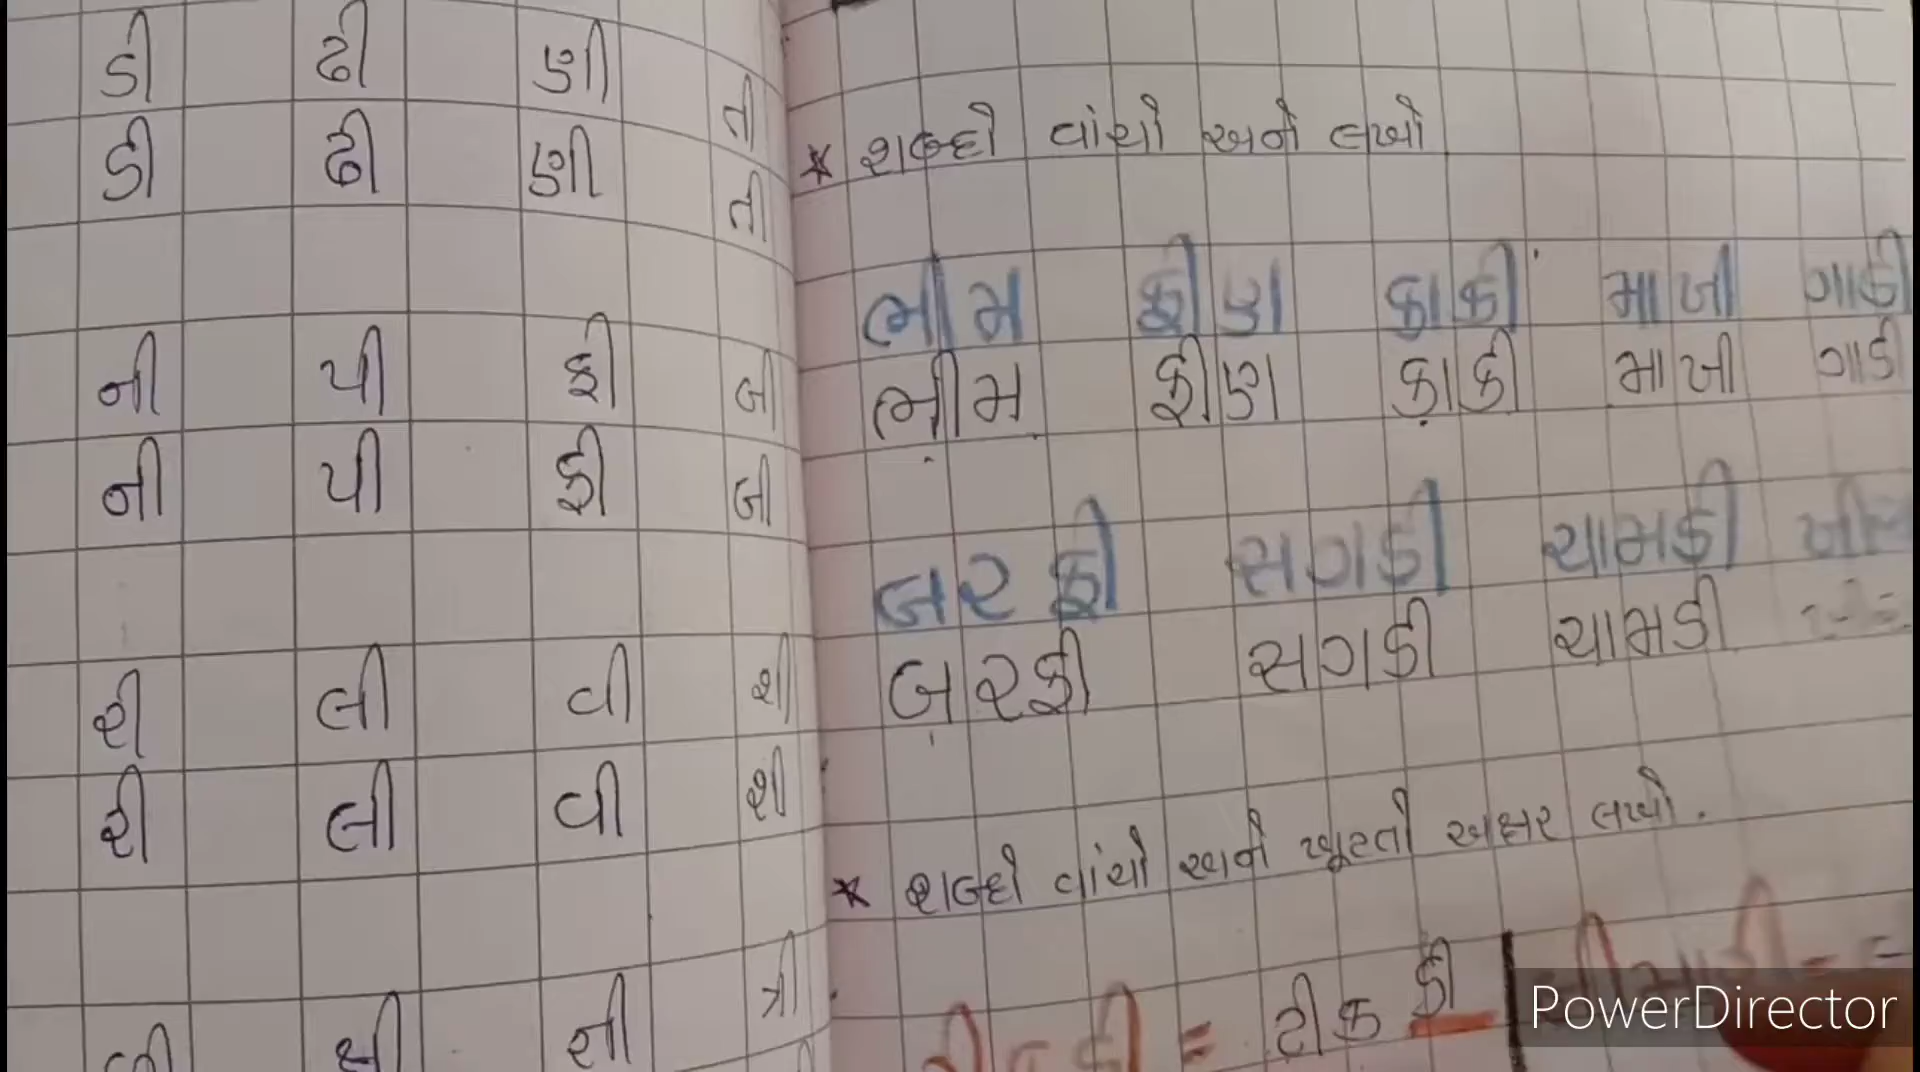 ડી ઢી ણી તી
ડી ઢી ણી તી
ની પી ફી બી
ની પી ફી બી
રી લી વી શી
રી લી વી શી
ળી ક્ષી જ્ઞી ત્રી
* શબ્દો વાંચો અને લખો
ભીમ ફીણ કાકી માખી ગાડી
ભીમ ફીણ કાકી માખી ગાડી
બરફી સગડી ચામડી
બરફી સગડી ચામડી
* શબ્દો વાંચો અને ખૂટતો અક્ષર લખો.
= ટીકડી
PowerDirector